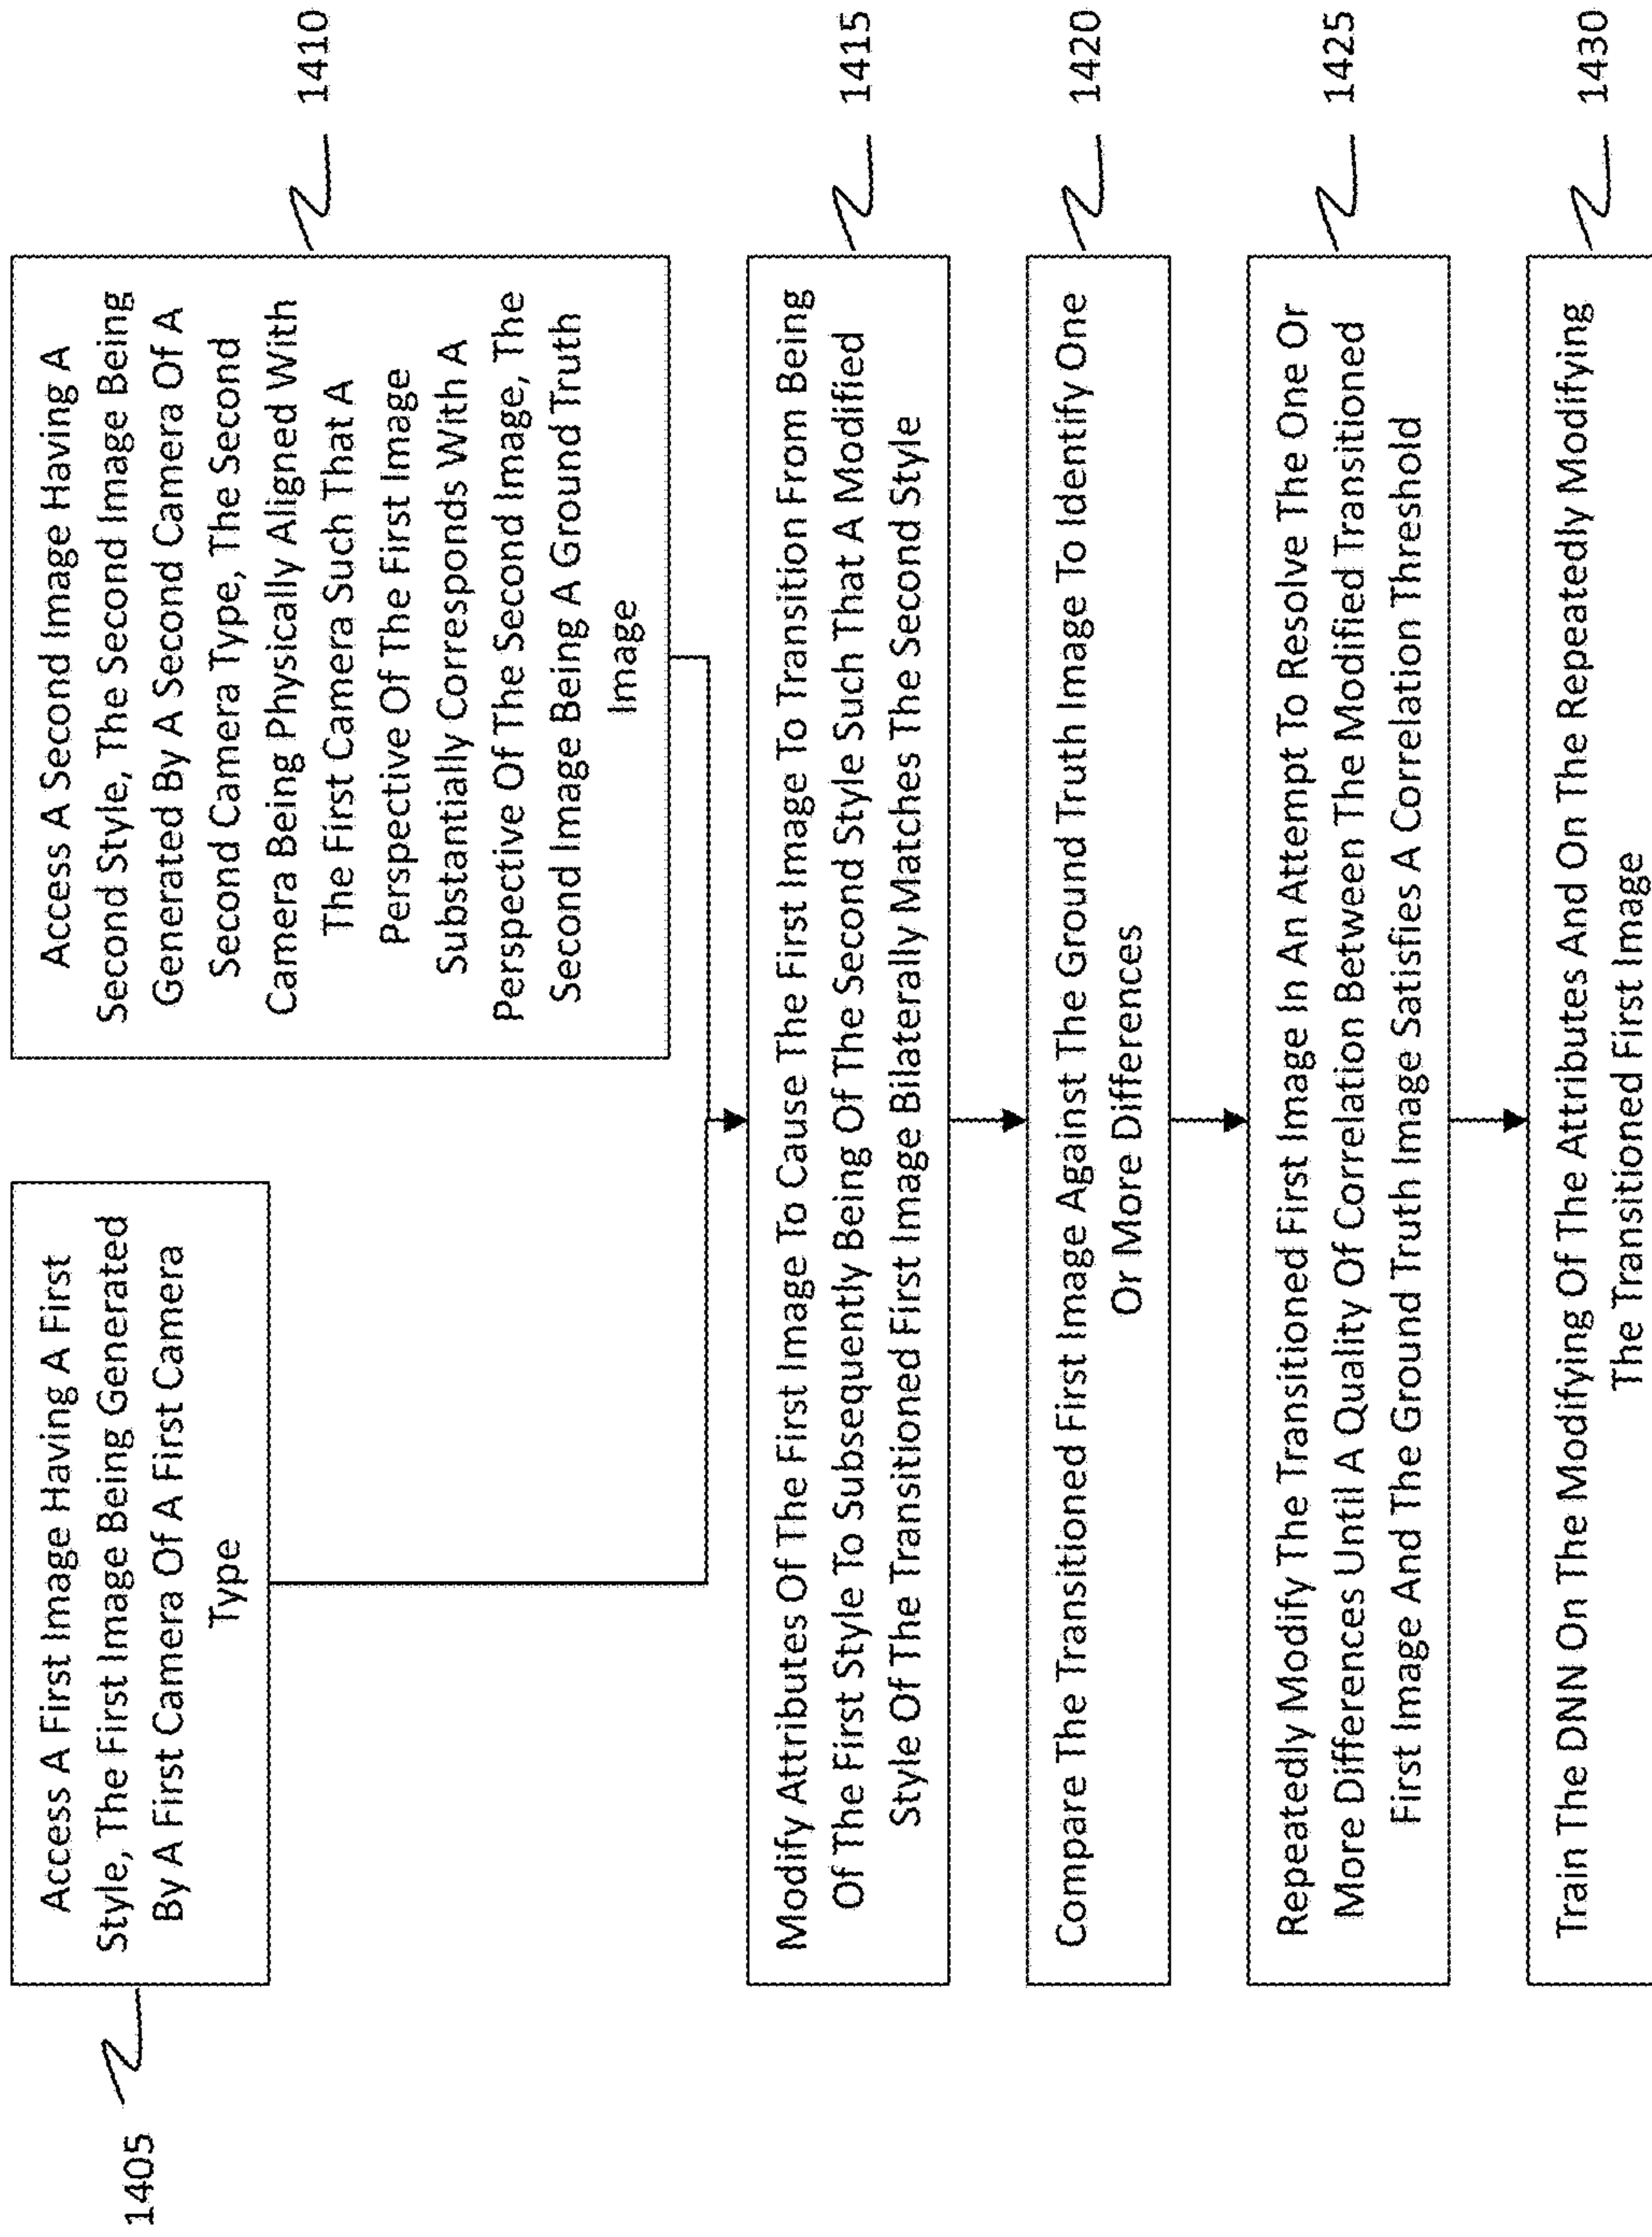 1405
Access A First Image Having A First
Style, The First Image Being Generated
By A First Camera Of A First Camera
Type
Access A Second Image Having A
Second Style, The Second Image Being
Generated By A Second Camera Of A
Second Camera Type, The Second
Camera Being Physically Aligned With
The First Camera Such That A
Perspective Of The First Image
Substantially Corresponds With A
Perspective Of The Second Image, The
Second Image Being A Ground Truth
Image
1410
Modify Attributes Of The First Image To Cause The First Image To Transition From Being
Of The First Style To Subsequently Being Of The Second Style Such That A Modified
Style Of The Transitioned First Image Bilaterally Matches The Second Style
1415
Compare The Transitioned First Image Against The Ground Truth Image To Identify One
Or More Differences
1420
Repeatedly Modify The Transitioned First Image In An Attempt To Resolve The One Or
More Differences Until A Quality Of Correlation Between The Modified Transitioned
First Image And The Ground Truth Image Satisfies A Correlation Threshold
1425
Train The DNN On The Modifying Of The Attributes And On The Repeatedly Modifying
The Transitioned First Image
1430